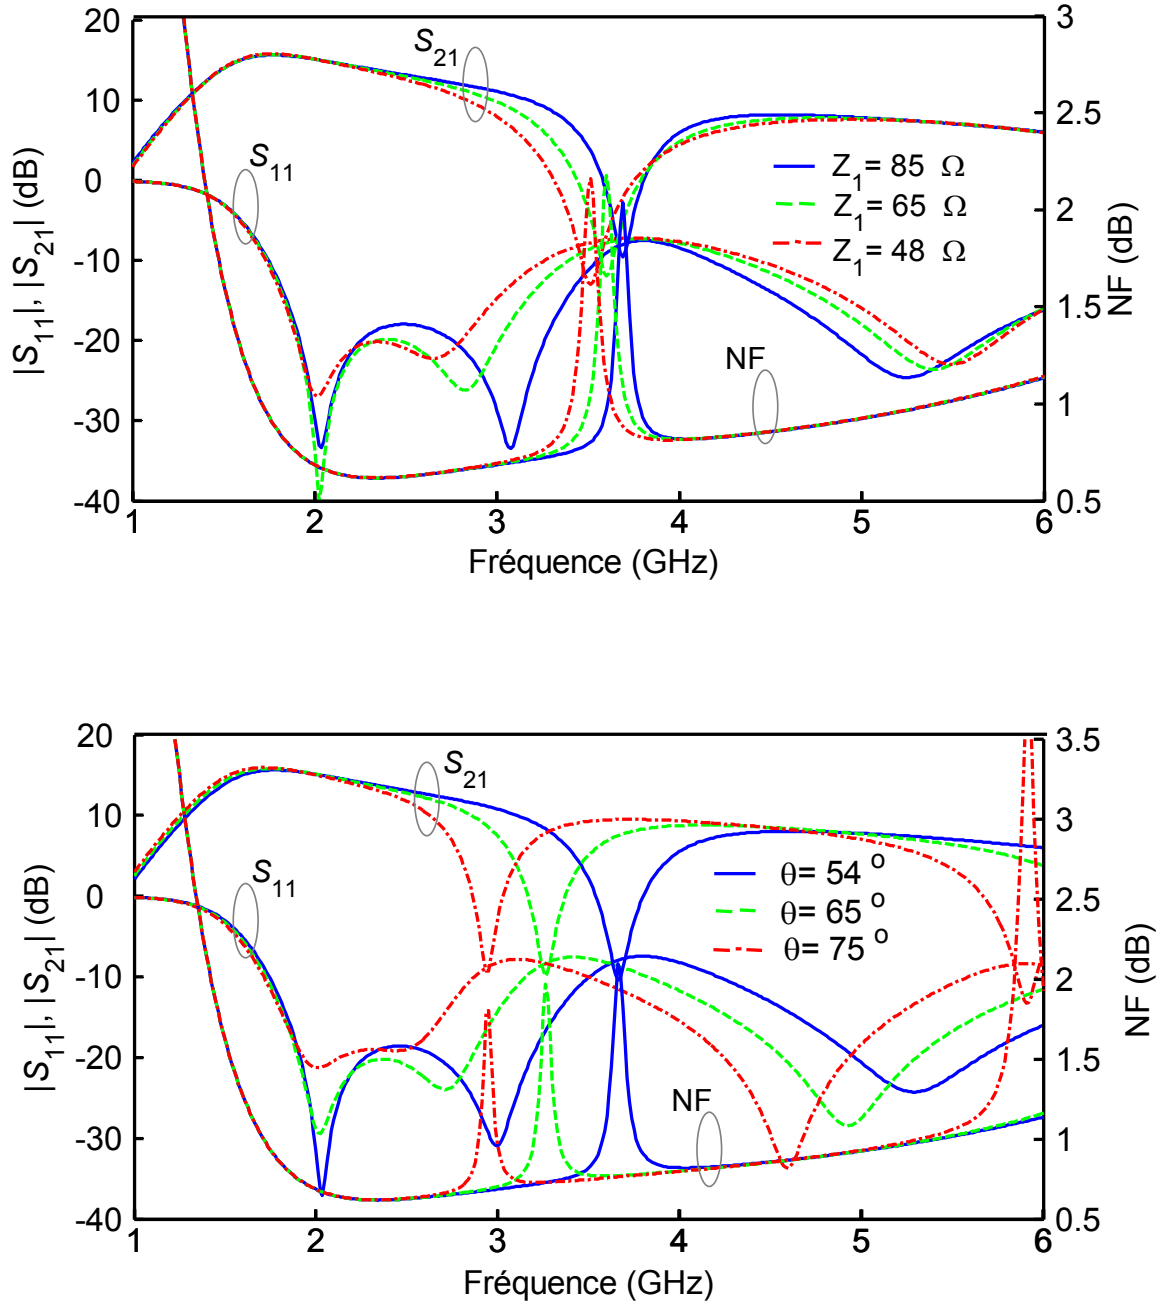 20
10
0
-10
-20
-30
-40
|S11|, |S21| (dB)
3
2.5
2
1.5
1
0.5
NF (dB)
S21
S11
Z1= 85 Ω
Z1= 65 Ω
Z1= 48 Ω
NF
1 2 3 4 5 6
Fréquence (GHz)
20
10
0
-10
-20
-30
-40
|S11|, |S21| (dB)
3.5
3
2.5
2
1.5
1
0.5
NF (dB)
S21
S11
θ= 54 º
θ= 65 º
θ= 75 º
NF
1 2 3 4 5 6
Fréquence (GHz)